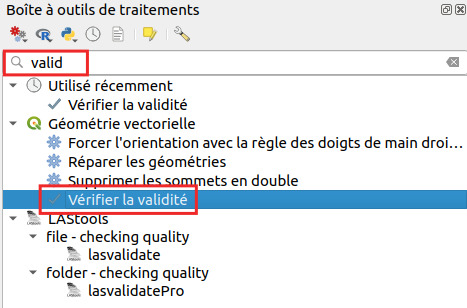 Boîte à outils de traitements
valid
Utilisé récemment
Vérifier la validité
Géométrie vectorielle
Forcer l'orientation avec la règle des doigts de main droi...
Réparer les géométries
Supprimer les sommets en double
Vérifier la validité
LAStools
file - checking quality
lasvalidate
folder - checking quality
lasvalidatePro